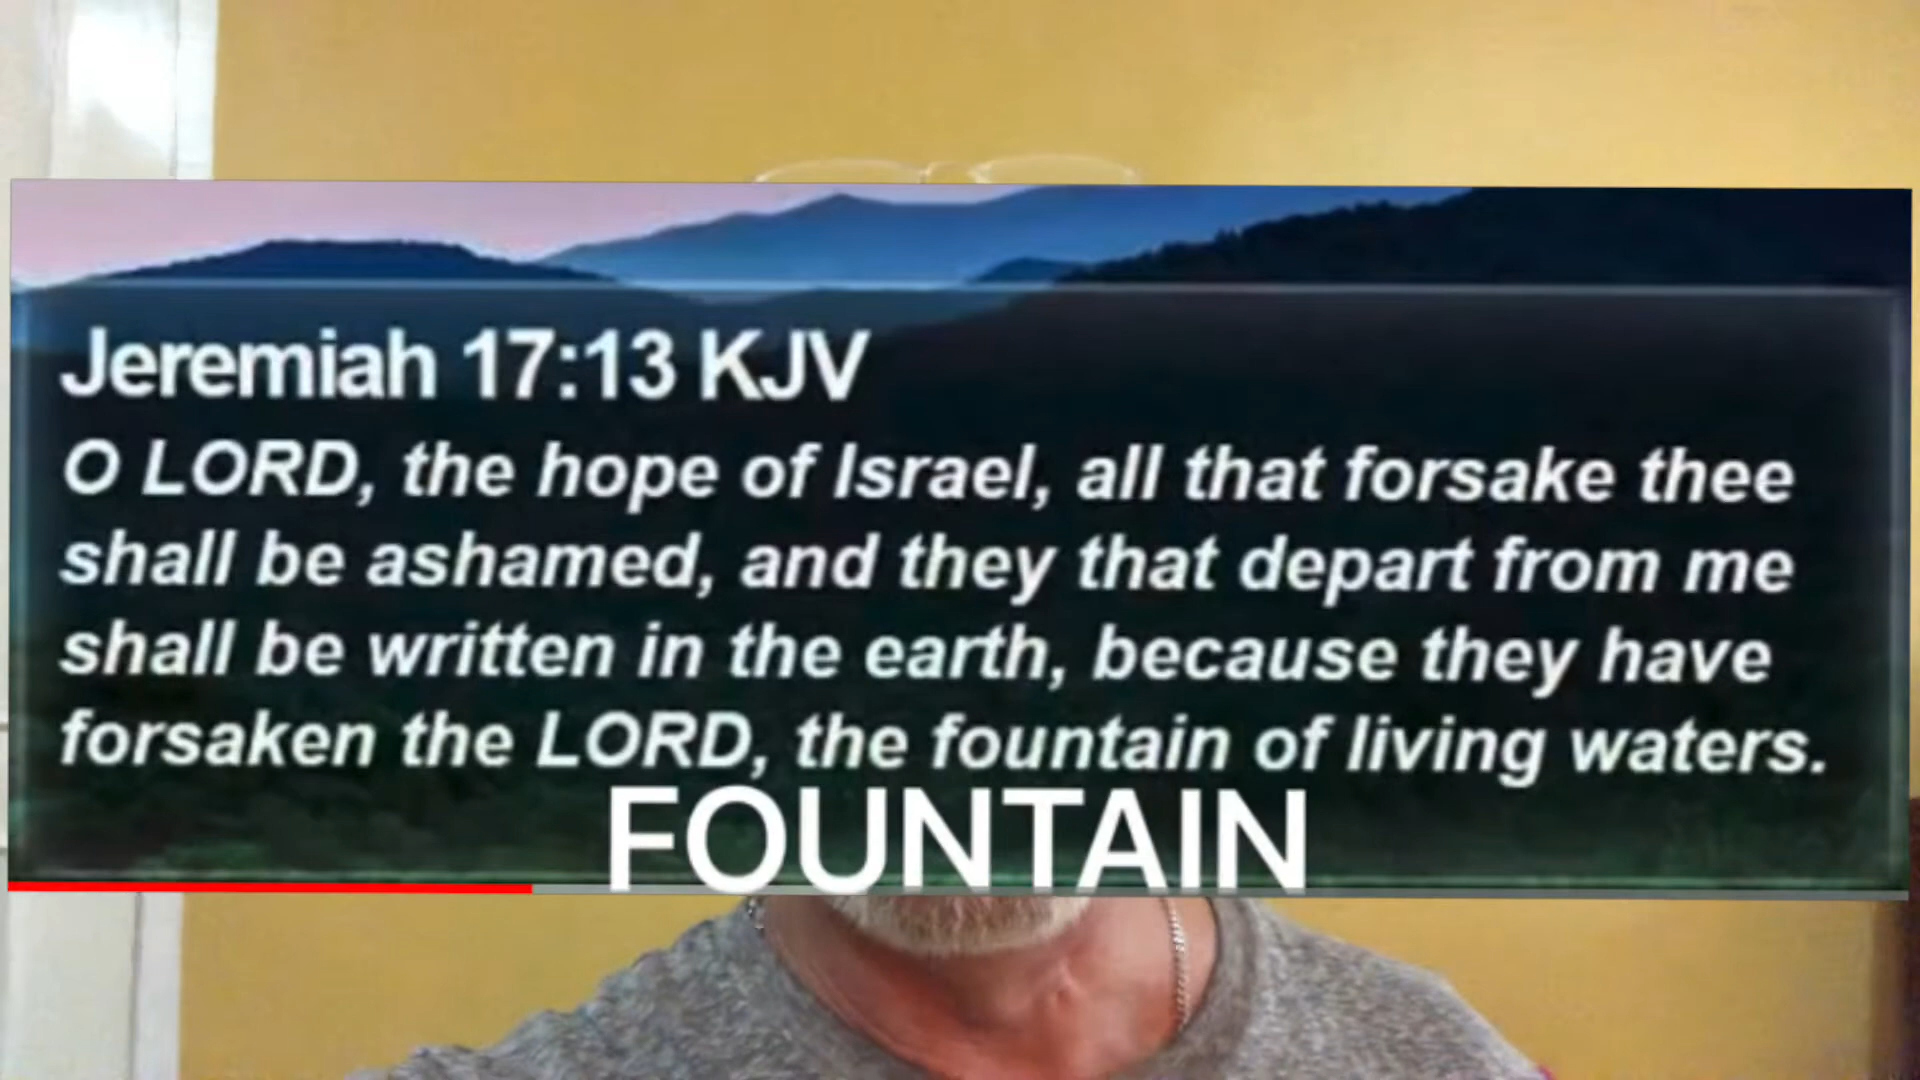 Jeremiah 17:13 KJV
O LORD, the hope of Israel, all that forsake thee
shall be ashamed, and they that depart from me
shall be written in the earth, because they have
forsaken the LORD, the fountain of living waters.
FOUNTAIN